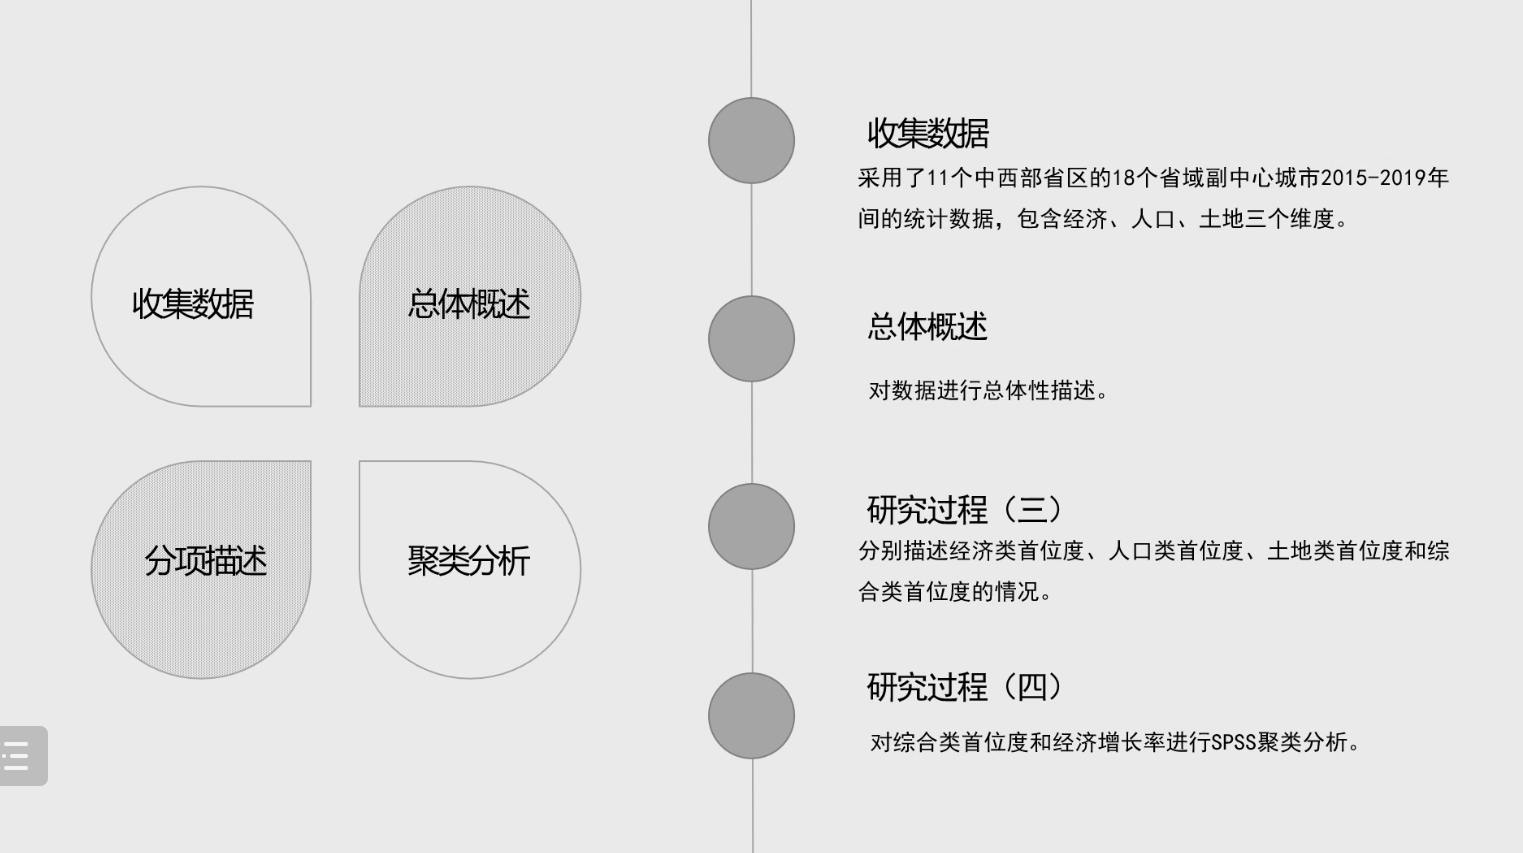 收集数据
总体概述
分项描述
聚类分析
收集数据
采用了11个中西部省区的18个省域副中心城市2015-2019年
间的统计数据，包含经济、人口、土地三个维度。
总体概述
对数据进行总体性描述。
研究过程（三）
分别描述经济类首位度、人口类首位度、土地类首位度和综
合类首位度的情况。
研究过程（四）
对综合类首位度和经济增长率进行SPSS聚类分析。